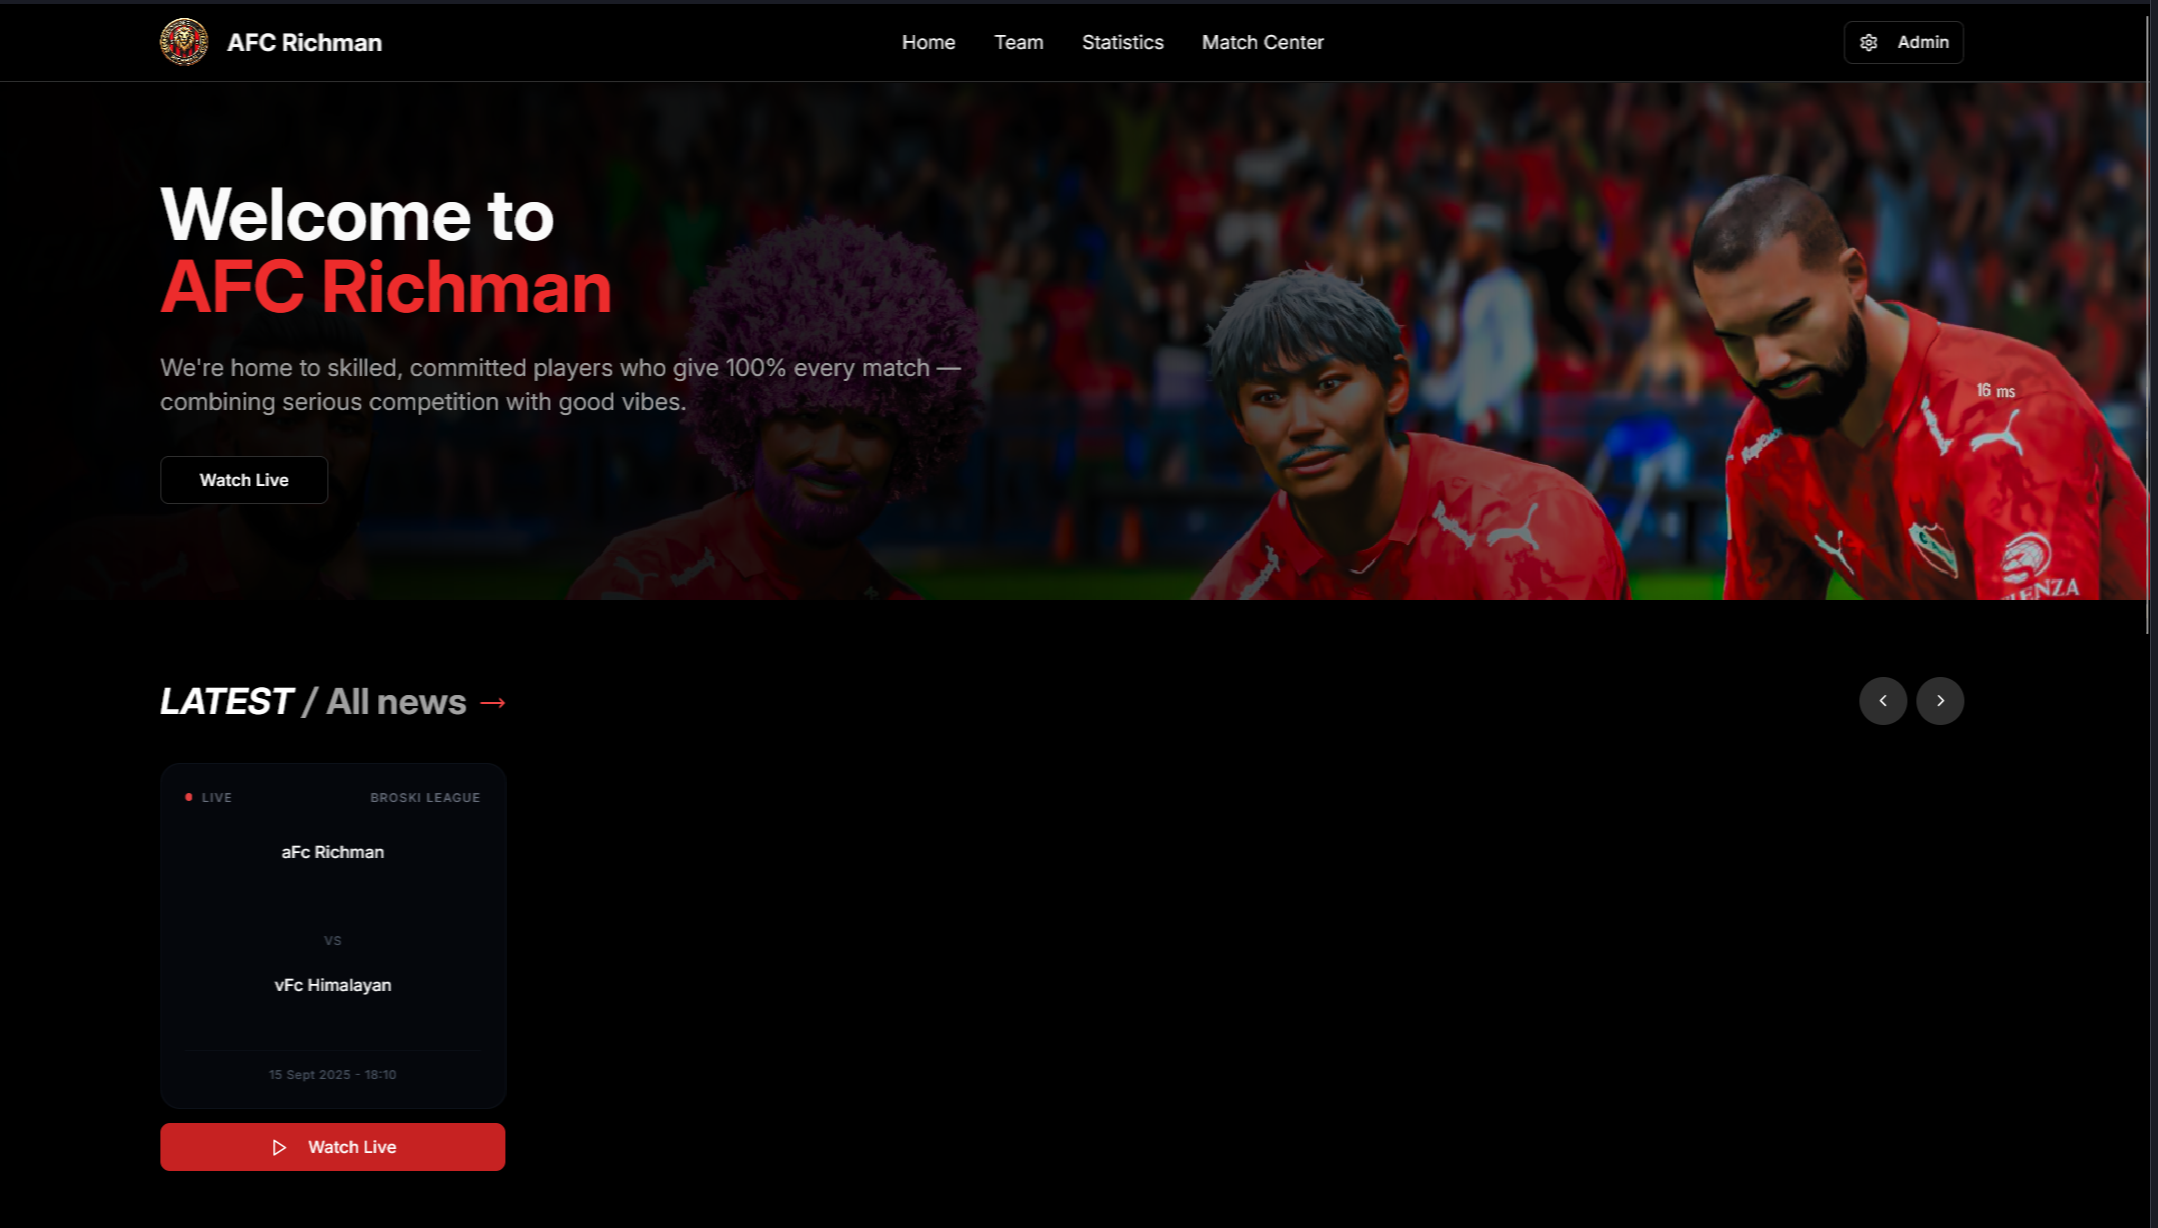 AFC Richman
Home Team Statistics Match Center
Admin
Welcome to
AFC Richman
We're home to skilled, committed players who give 100% every match —
combining serious competition with good vibes.
Watch Live
16 ms
LATEST / All news →
LIVE BROSKI LEAGUE
aFc Richman
VS
vFc Himalayan
15 Sept 2025 - 18:10
Watch Live